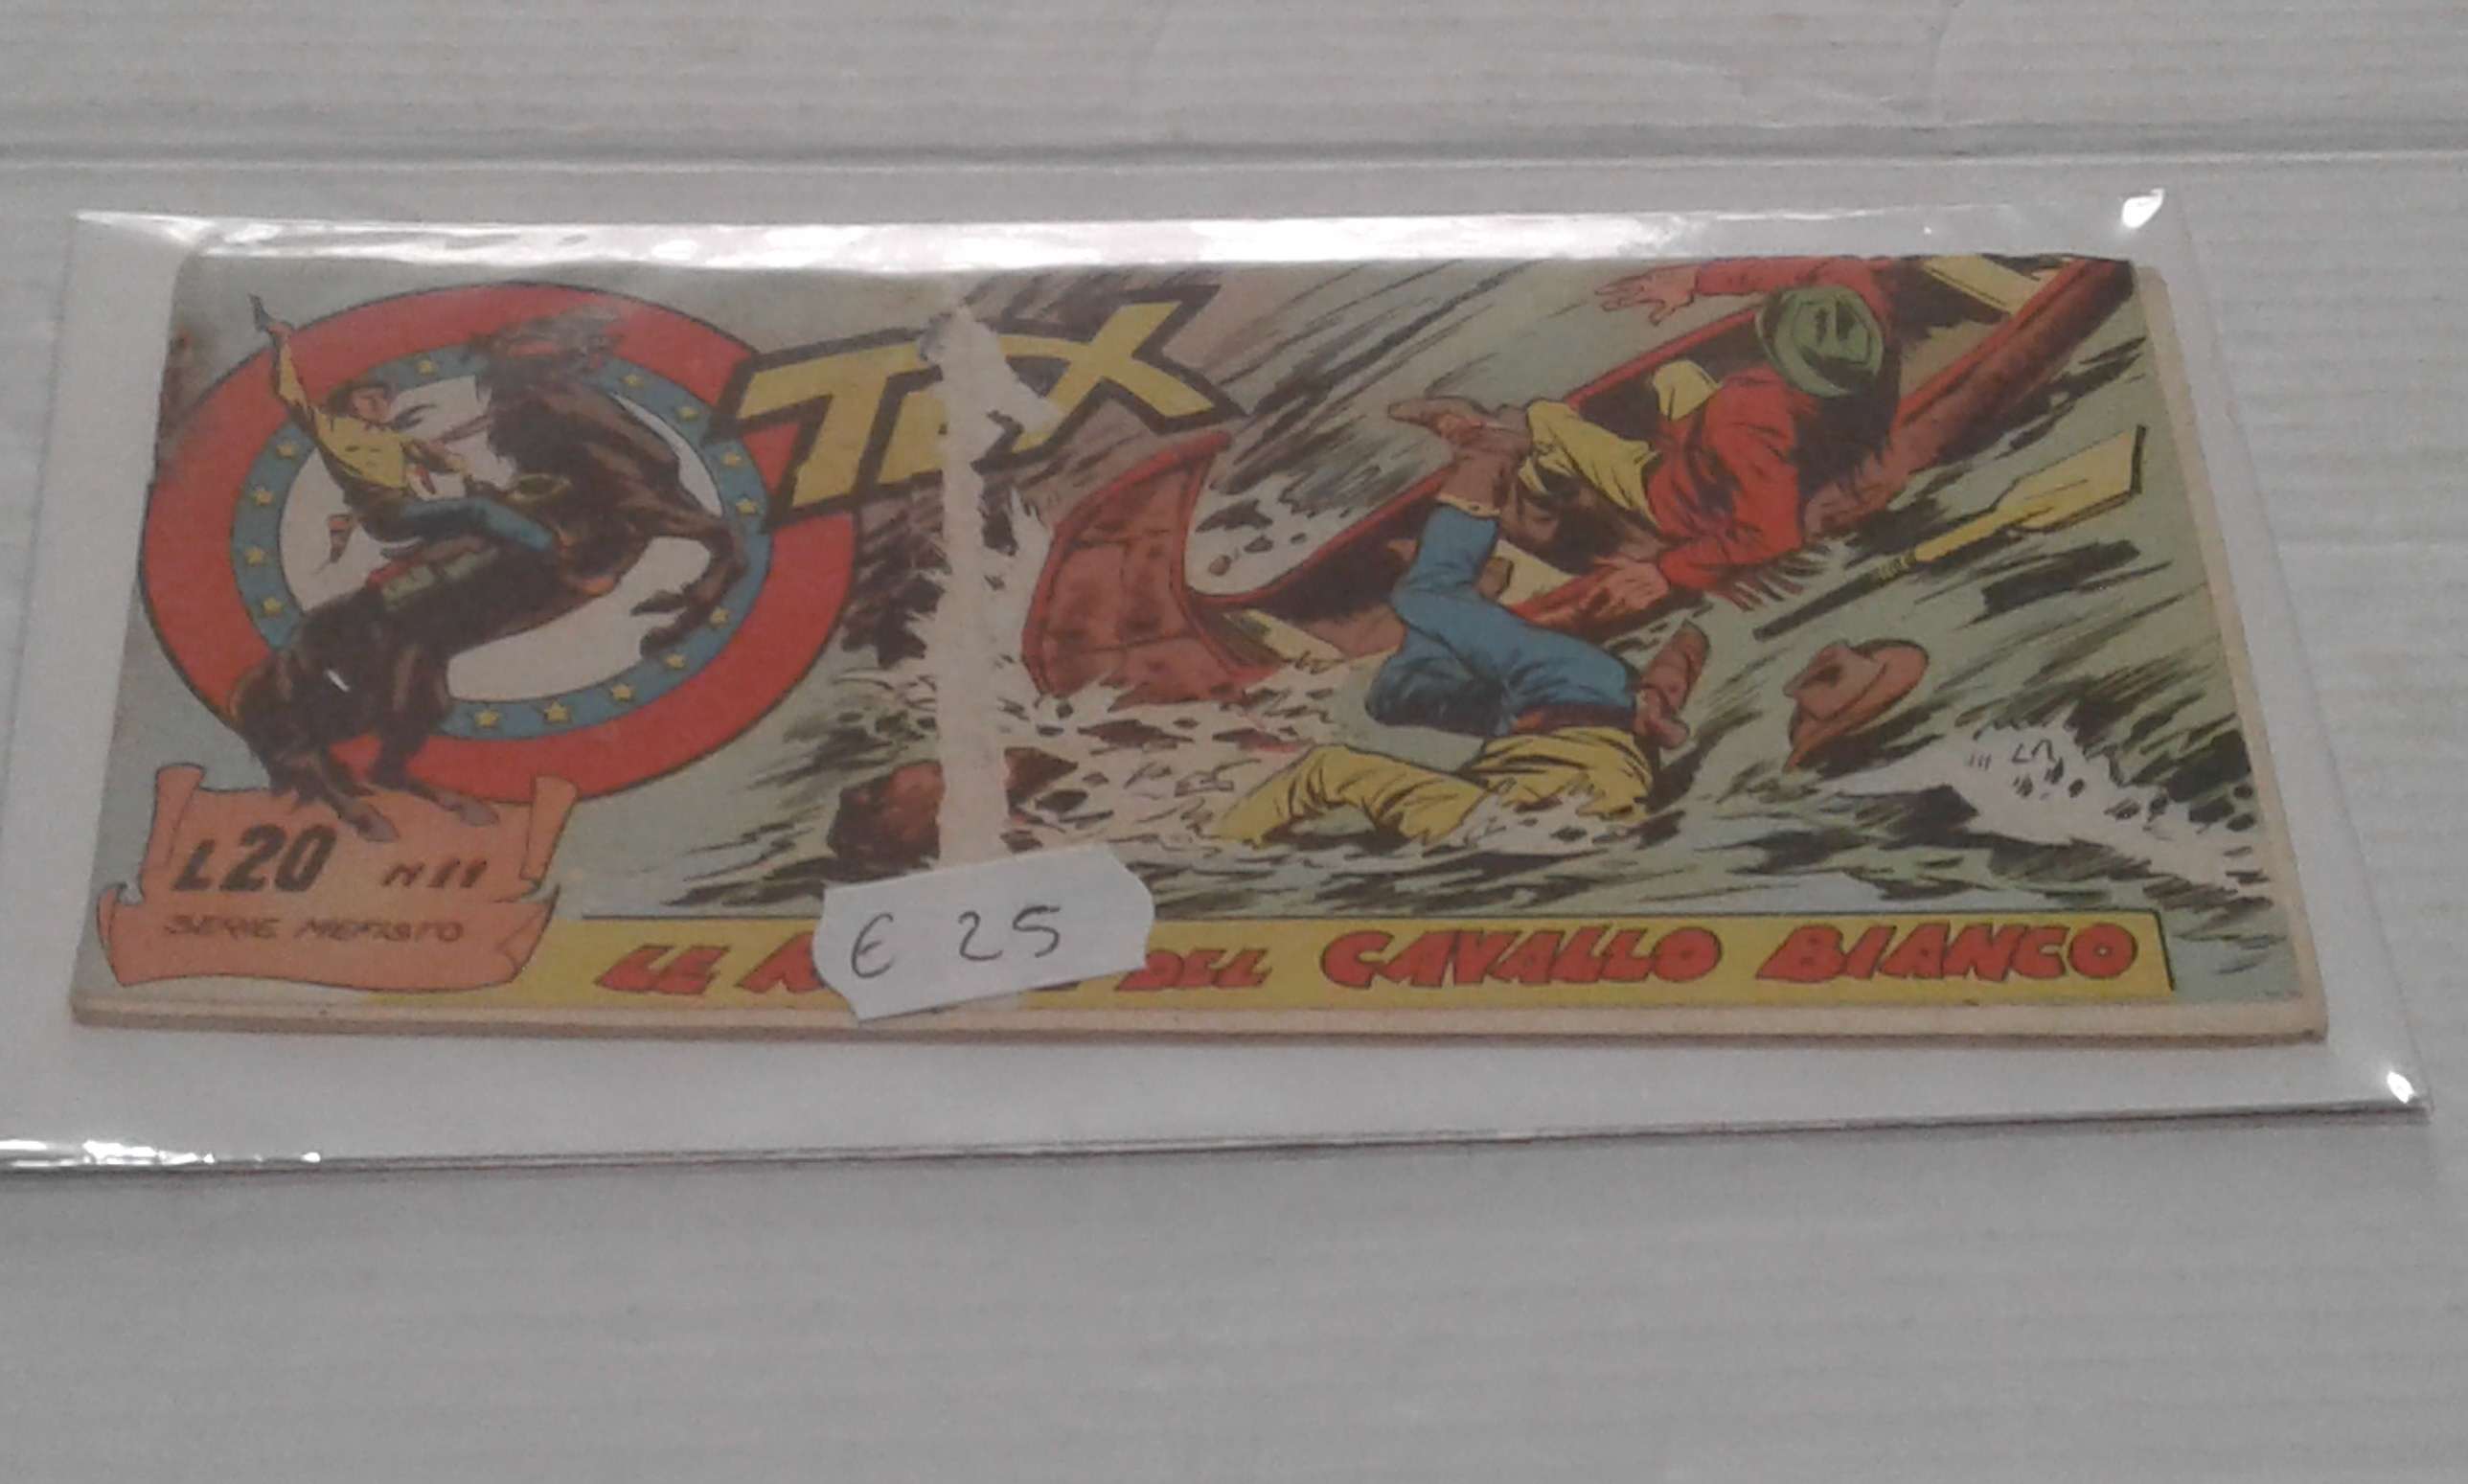 TEX
L20 N 11
SERIE MEFISTO
€ 25
LE DEL CAVALLO BIANCO